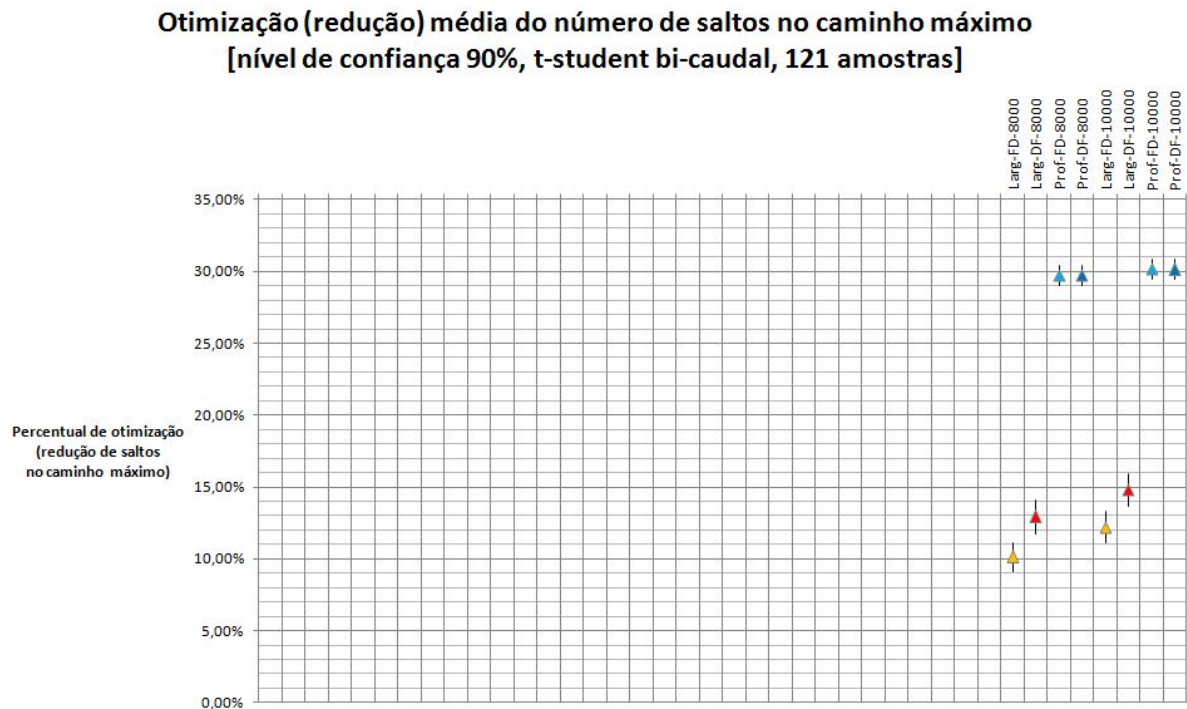 Otimização (redução) média do número de saltos no caminho máximo
[nível de confiança 90%, t-student bi-caudal, 121 amostras]
Larg-FD-8000
Larg-DF-8000
Prof-FD-8000
Prof-DF-8000
Larg-FD-10000
Larg-DF-10000
Prof-FD-10000
Prof-DF-10000
35,00%
30,00%
25,00%
20,00%
Percentual de otimização
(redução de saltos
no caminho máximo)
15,00%
10,00%
5,00%
0,00%